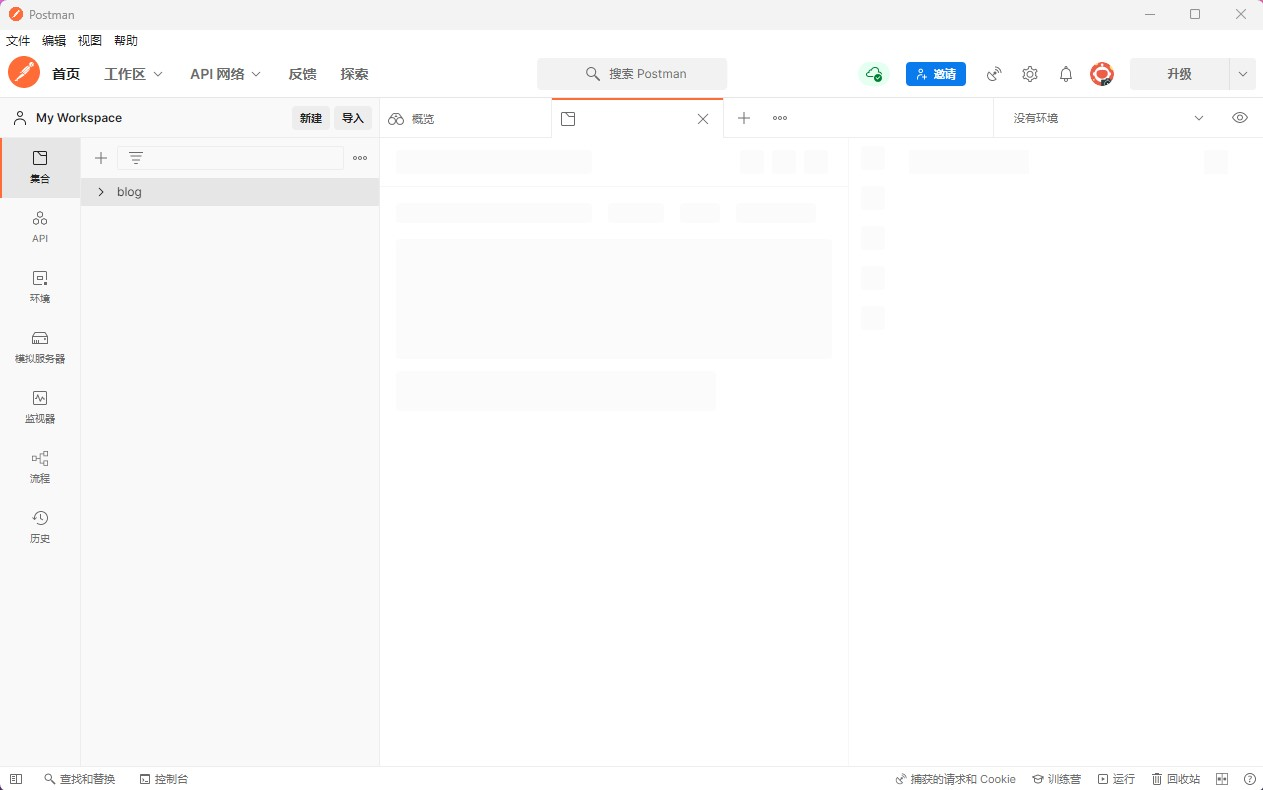 Postman
文件 编辑 视图 帮助
首页 工作区 API 网络 反馈 探索 搜索 Postman 邀请 升级
My Workspace 新建 导入 概览 没有环境
集合
blog
API
环境
模拟服务器
监视器
流程
历史
查找和替换 控制台 捕获的请求和 Cookie 训练营 运行 回收站